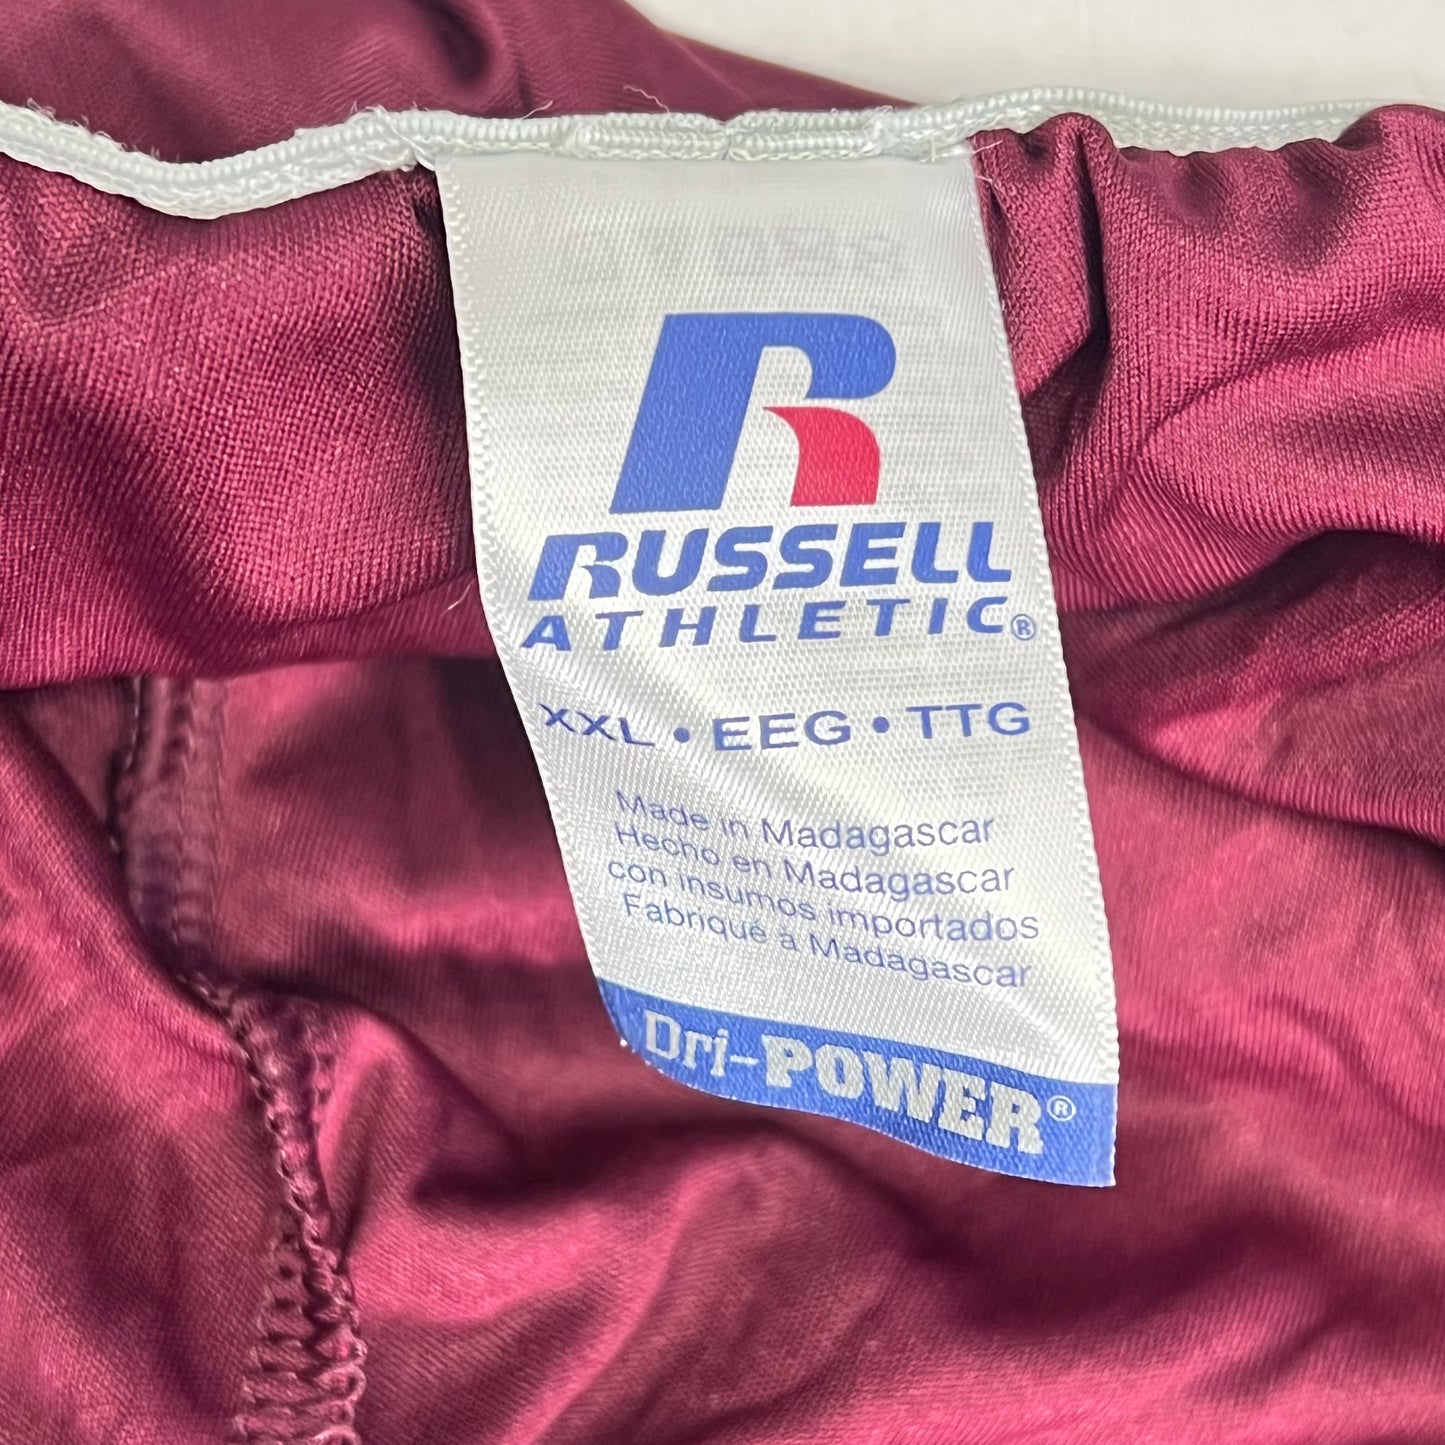 R
RUSSELL
ATHLETIC®
XXL • EEG • TTG
Made in Madagascar
Hecho en Madagascar
con insumos importados
Fabriqué à Madagascar
Dri-POWER®